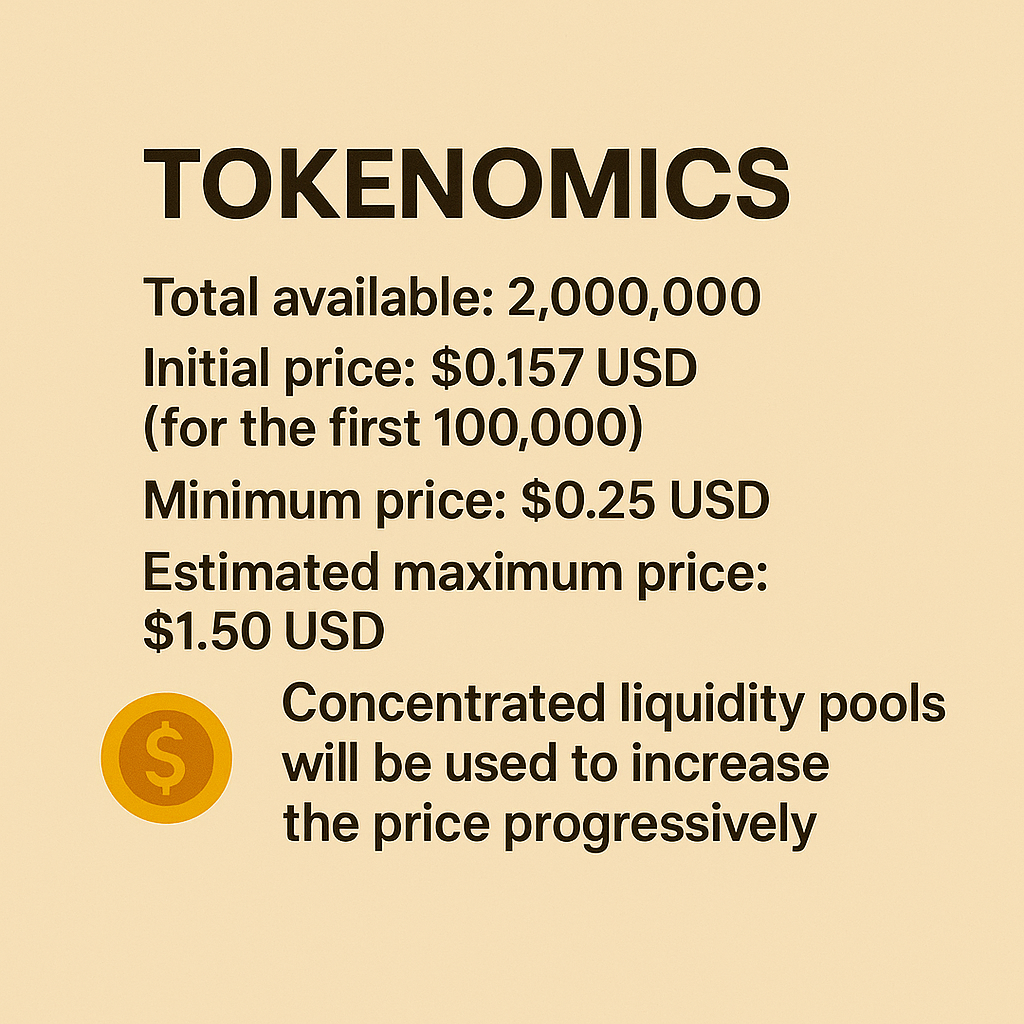 TOKENOMICS
Total available: 2,000,000
Initial price: $0.157 USD
(for the first 100,000)
Minimum price: $0.25 USD
Estimated maximum price:
$1.50 USD
$
Concentrated liquidity pools
will be used to increase
the price progressively